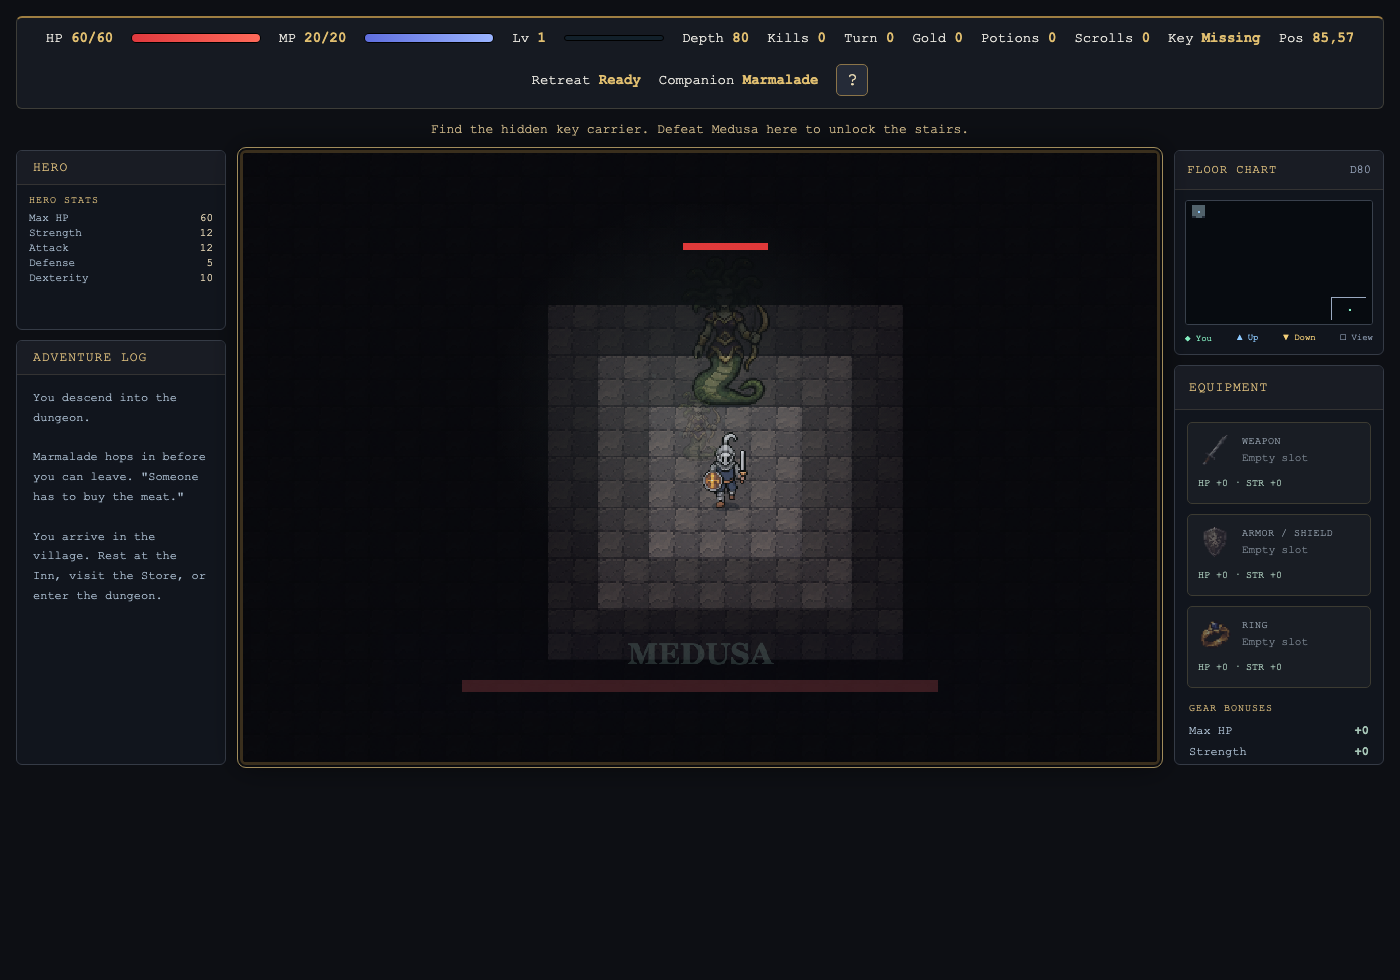 HP 60/60 MP 20/20 Lv 1 Depth 80 Kills 0 Turn 0 Gold 0 Potions 0 Scrolls 0 Key Missing Pos 85,57
Retreat Ready Companion Marmalade ?
Find the hidden key carrier. Defeat Medusa here to unlock the stairs.
HERO
HERO STATS
Max HP 60
Strength 12
Attack 12
Defense 5
Dexterity 10
ADVENTURE LOG
You descend into the
dungeon.
Marmalade hops in before
you can leave. "Someone
has to buy the meat."
You arrive in the
village. Rest at the
Inn, visit the Store, or
enter the dungeon.
MEDUSA
FLOOR CHART D80
◆ You ▲ Up ▼ Down □ View
EQUIPMENT
WEAPON
Empty slot
HP +0 · STR +0
ARMOR / SHIELD
Empty slot
HP +0 · STR +0
RING
Empty slot
HP +0 · STR +0
GEAR BONUSES
Max HP +0
Strength +0